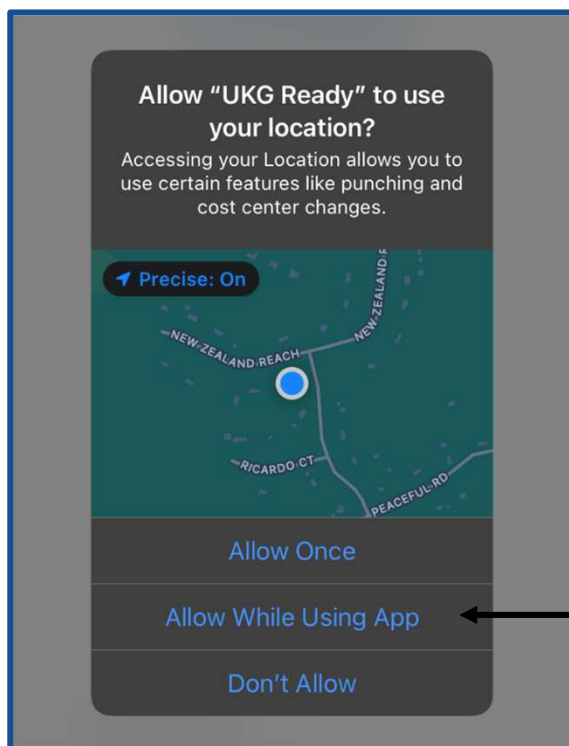 Allow “UKG Ready” to use
your location?
Accessing your Location allows you to
use certain features like punching and
cost center changes.
Precise: On
NEW-ZEALAND REACH
NEW-ZEALAND R
RICARDO CT
PEACEFUL RD
Allow Once
Allow While Using App
Don’t Allow